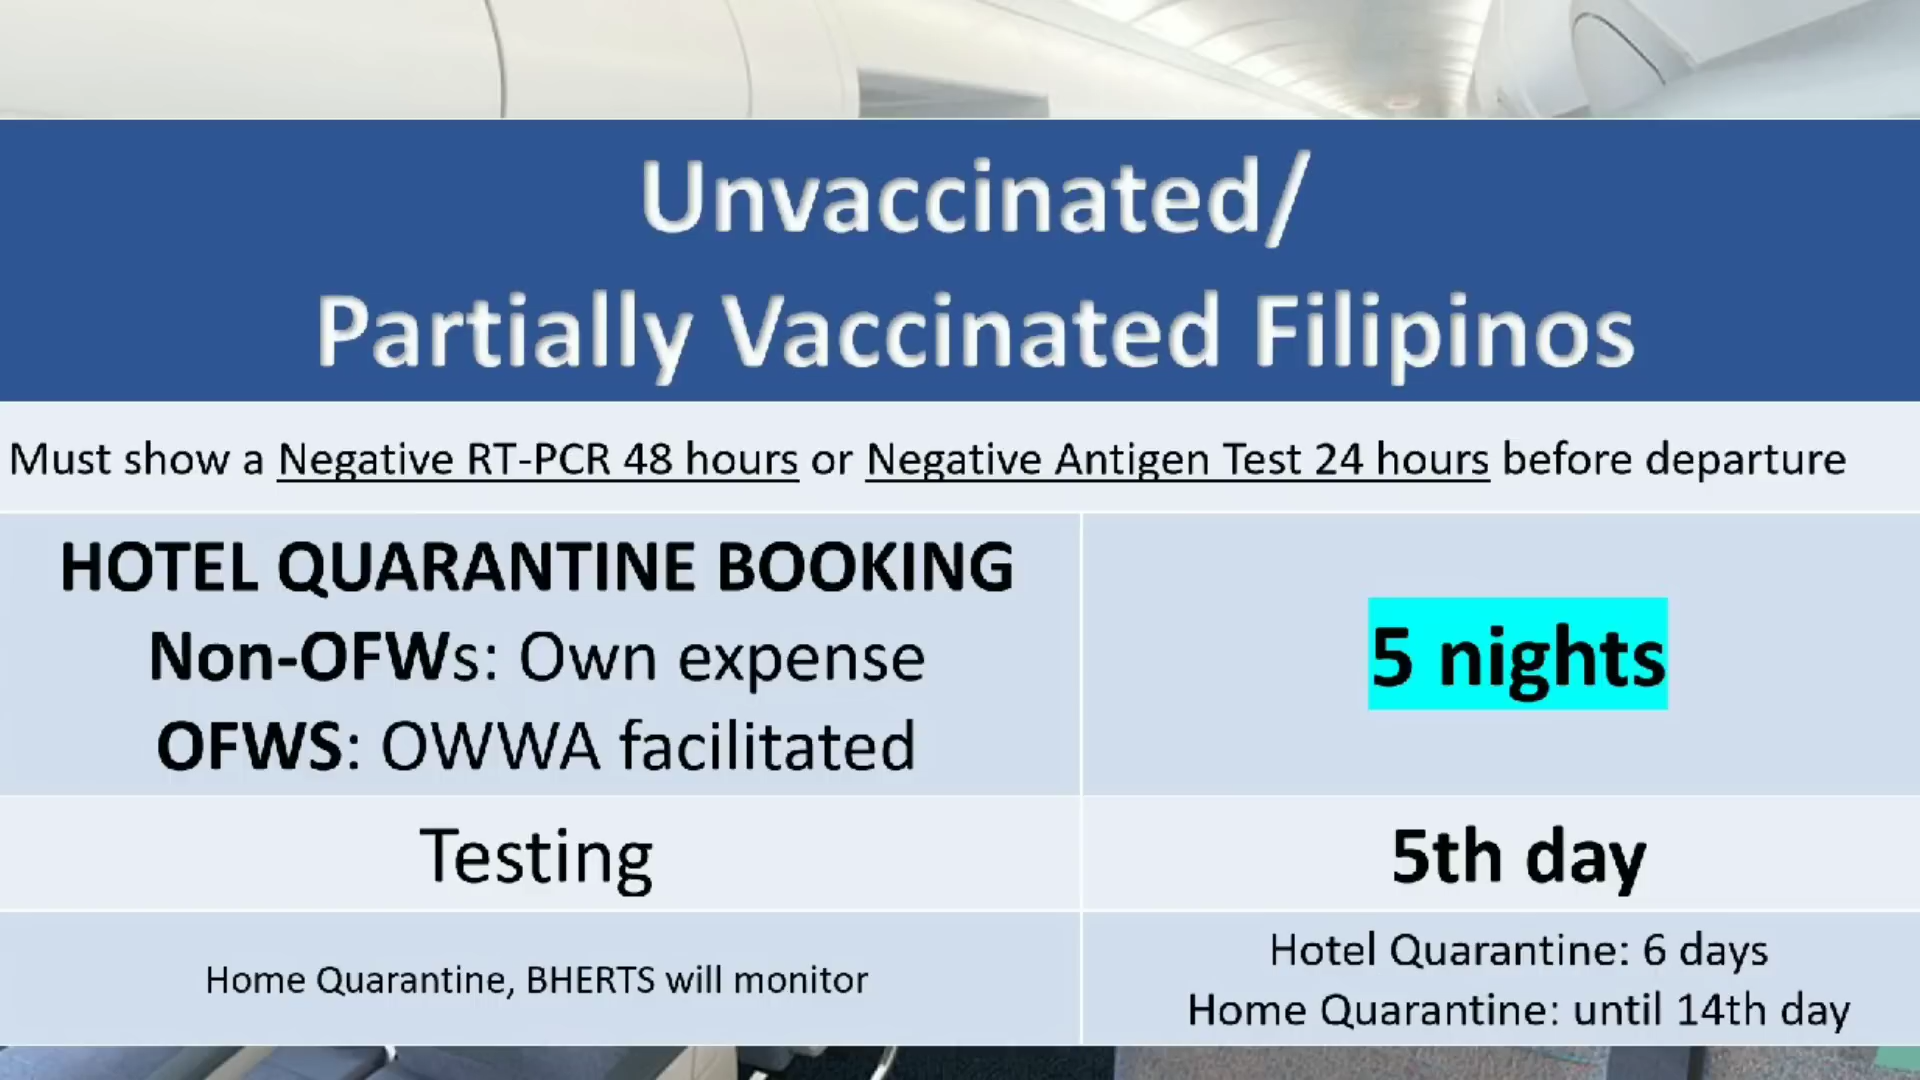 Unvaccinated/
Partially Vaccinated Filipinos
Must show a Negative RT-PCR 48 hours or Negative Antigen Test 24 hours before departure
HOTEL QUARANTINE BOOKING
Non-OFWs: Own expense
OFWS: OWWA facilitated
5 nights
Testing
5th day
Home Quarantine, BHERTS will monitor
Hotel Quarantine: 6 days
Home Quarantine: until 14th day